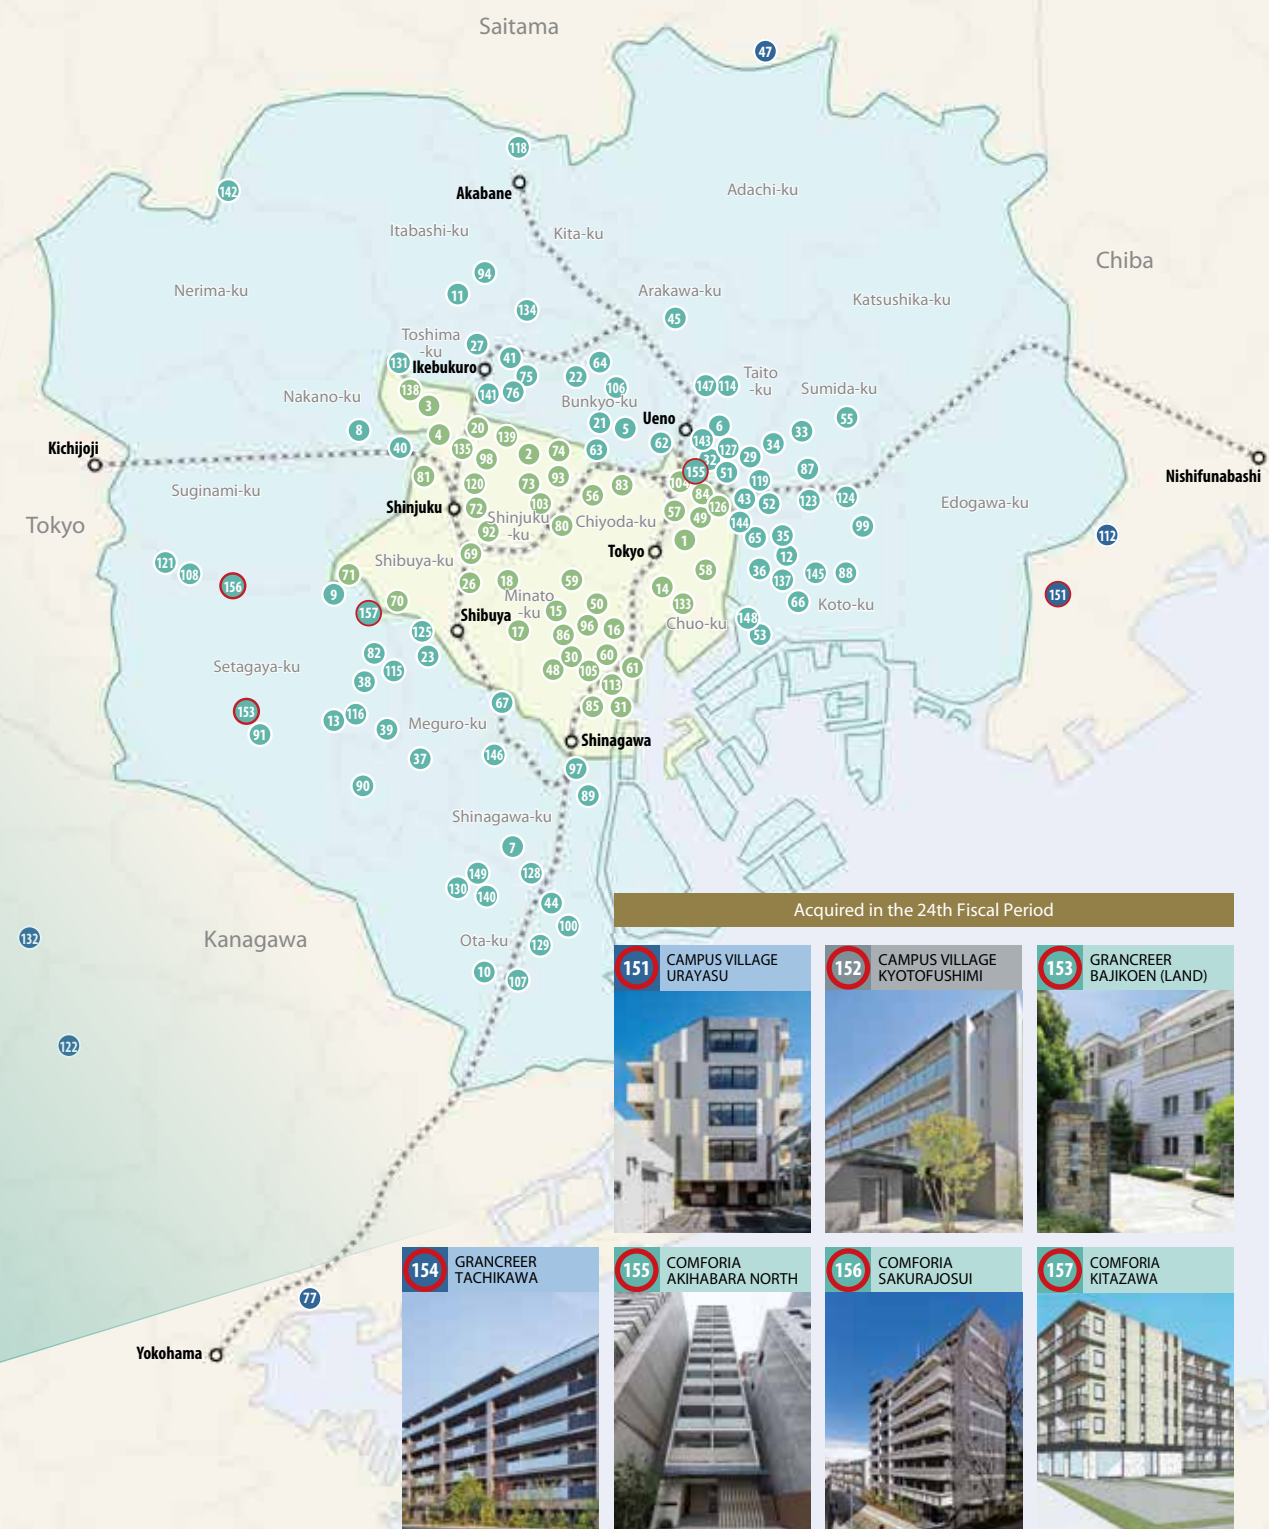 Saitama
47
118
Akabane
142
Adachi-ku
Itabashi-ku
Kita-ku
Chiba
94
11
Nerima-ku
Arakawa-ku
Katsushika-ku
134
45
Toshima
-ku
27
41
131
Ikebukuro
64
75
22
138
141
76
106
147
114
Taito
-ku
Sumida-ku
Nakano-ku
3
Bunkyo-ku
55
8
4
20
139
21
5
Ueno
6
33
Kichijoji
40
135
98
2
74
63
62
143
127
34
32
29
Nishifunabashi
Suginami-ku
81
120
73
93
83
104
155
51
119
87
Tokyo
Shinjuku
72
103
56
84
126
43
52
123
124
Edogawa-ku
Shinjuku
-ku
92
80
Chiyoda-ku
57
49
144
99
112
69
Tokyo
1
65
35
Shibuya-ku
12
121
108
156
71
26
18
59
58
36
137
145
88
151
9
70
Minato
-ku
14
133
66
Koto-ku
157
Shibuya
15
50
Chuo-ku
148
53
125
17
86
96
16
82
23
30
60
Setagaya-ku
115
48
105
61
38
113
153
67
85
31
91
13
116
39
Meguro-ku
Shinagawa
37
146
97
90
89
Shinagawa-ku
7
149
128
130
140
44
100
132
Kanagawa
Ota-ku
129
10
107
122
77
Yokohama
Acquired in the 24th Fiscal Period
151
CAMPUS VILLAGE
URAYASU
152
CAMPUS VILLAGE
KYOTOFUSHIMI
153
GRANCREER
BAJIKOEN (LAND)
154
GRANCREER
TACHIKAWA
155
COMFORIA
AKIHABARA NORTH
156
COMFORIA
SAKURAJOSUI
157
COMFORIA
KITAZAWA